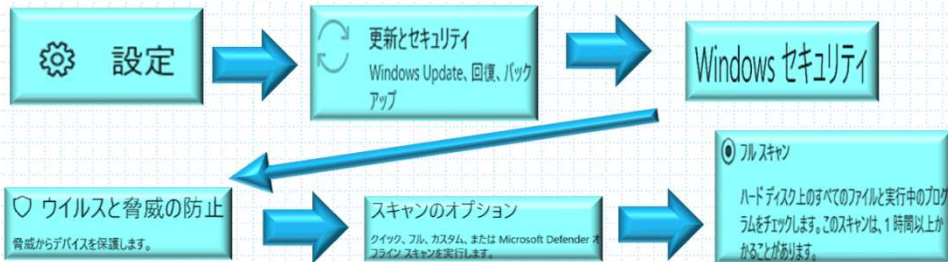 設定
更新とセキュリティ
Windows Update、回復、バック
アップ
Windows セキュリティ
ウイルスと脅威の防止
脅威からデバイスを保護します。
スキャンのオプション
クイック、フル、カスタム、または Microsoft Defender オ
フライン スキャンを実行します。
フル スキャン
ハード ディスク上のすべてのファイルと実行中のプログ
ラムをチェックします。このスキャンは、1 時間以上か
かることがあります。